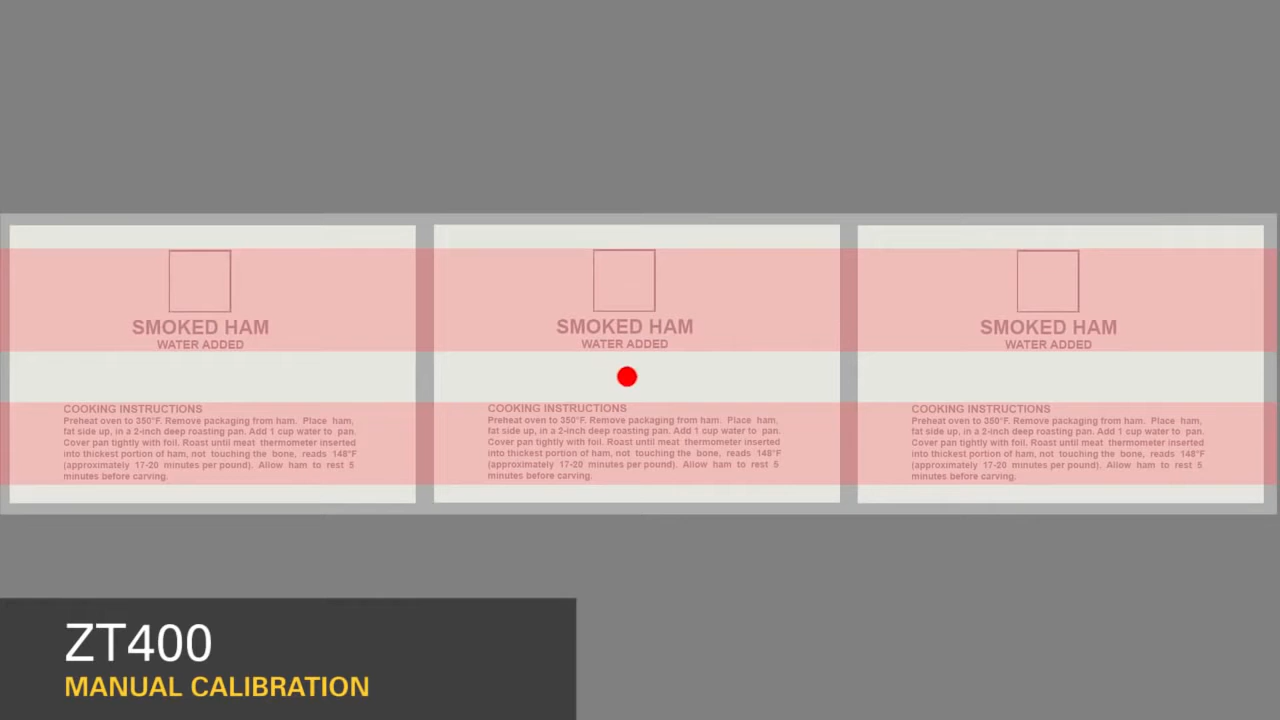 SMOKED HAM
WATER ADDED
COOKING INSTRUCTIONS
Preheat oven to 350°F. Remove packaging from ham. Place ham,
fat side up, in a 2-inch deep roasting pan. Add 1 cup water to pan.
Cover pan tightly with foil. Roast until meat thermometer inserted
into thickest portion of ham, not touching the bone, reads 148°F
(approximately 17-20 minutes per pound). Allow ham to rest 5
minutes before carving.
SMOKED HAM
WATER ADDED
COOKING INSTRUCTIONS
Preheat oven to 350°F. Remove packaging from ham. Place ham,
fat side up, in a 2-inch deep roasting pan. Add 1 cup water to pan.
Cover pan tightly with foil. Roast until meat thermometer inserted
into thickest portion of ham, not touching the bone, reads 148°F
(approximately 17-20 minutes per pound). Allow ham to rest 5
minutes before carving.
SMOKED HAM
WATER ADDED
COOKING INSTRUCTIONS
Preheat oven to 350°F. Remove packaging from ham. Place ham,
fat side up, in a 2-inch deep roasting pan. Add 1 cup water to pan.
Cover pan tightly with foil. Roast until meat thermometer inserted
into thickest portion of ham, not touching the bone, reads 148°F
(approximately 17-20 minutes per pound). Allow ham to rest 5
minutes before carving.
ZT400
MANUAL CALIBRATION